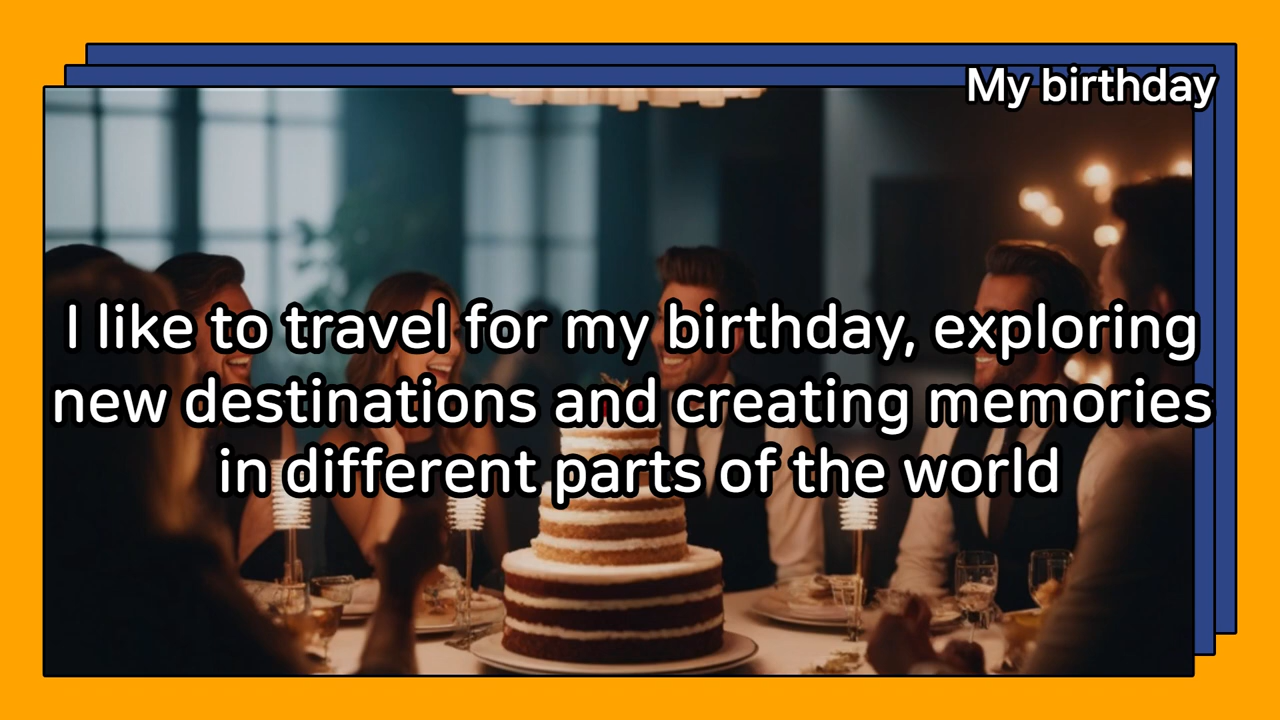 My birthday
I like to travel for my birthday, exploring
new destinations and creating memories
in different parts of the world